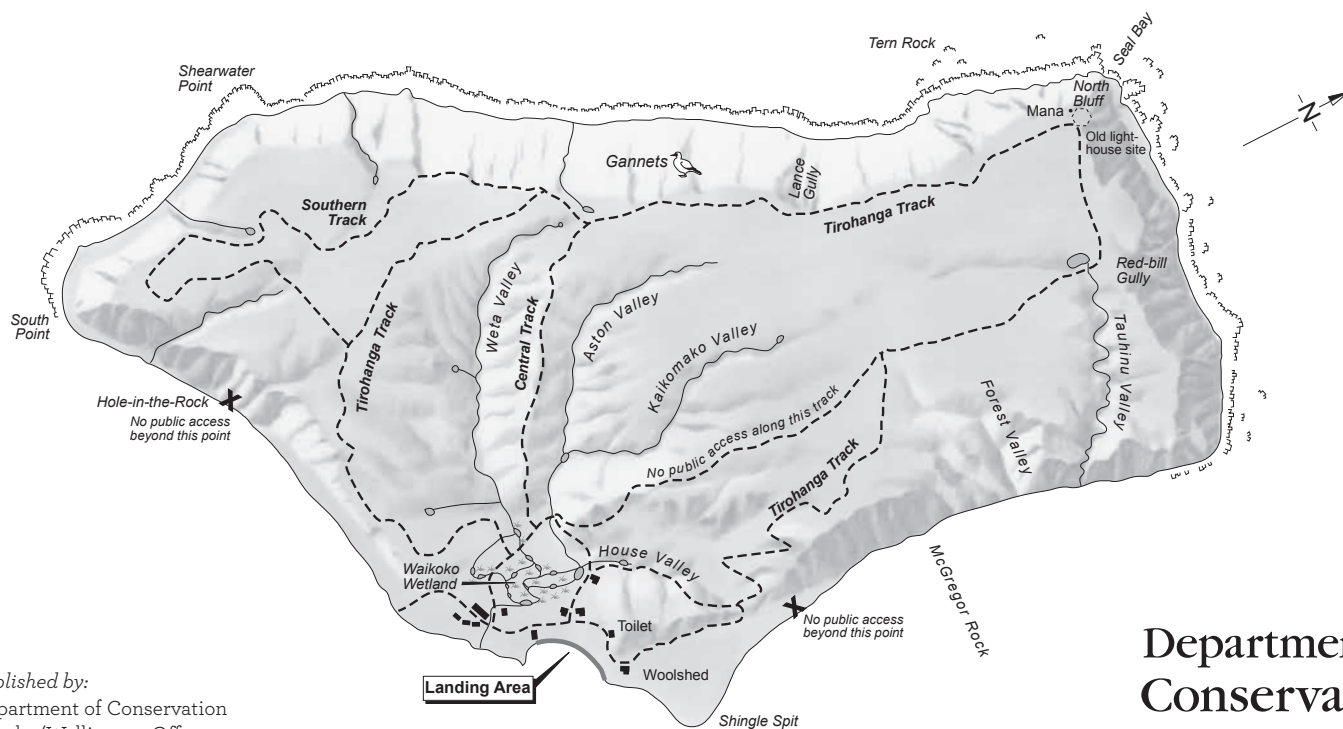 Shearwater
Point
Tern Rock
Seal Bay
North
Bluff
Mana
Old light-
house site
N
Gannets
Lance
Gully
Southern
Track
Tirohanga Track
Red-bill
Gully
South
Point
Weta Valley
Central Track
Aston Valley
Kaikomako Valley
Tirohanga Track
Tauhinu Valley
Forest Valley
Hole-in-the-Rock
No public access
beyond this point
No public access along this track
Tirohanga Track
House Valley
McGregor Rock
Waikoko
Wetland
No public access
beyond this point
Toilet
Woolshed
Landing Area
Shingle Spit
Departme
Conserva
blished by:
partment of Conservation